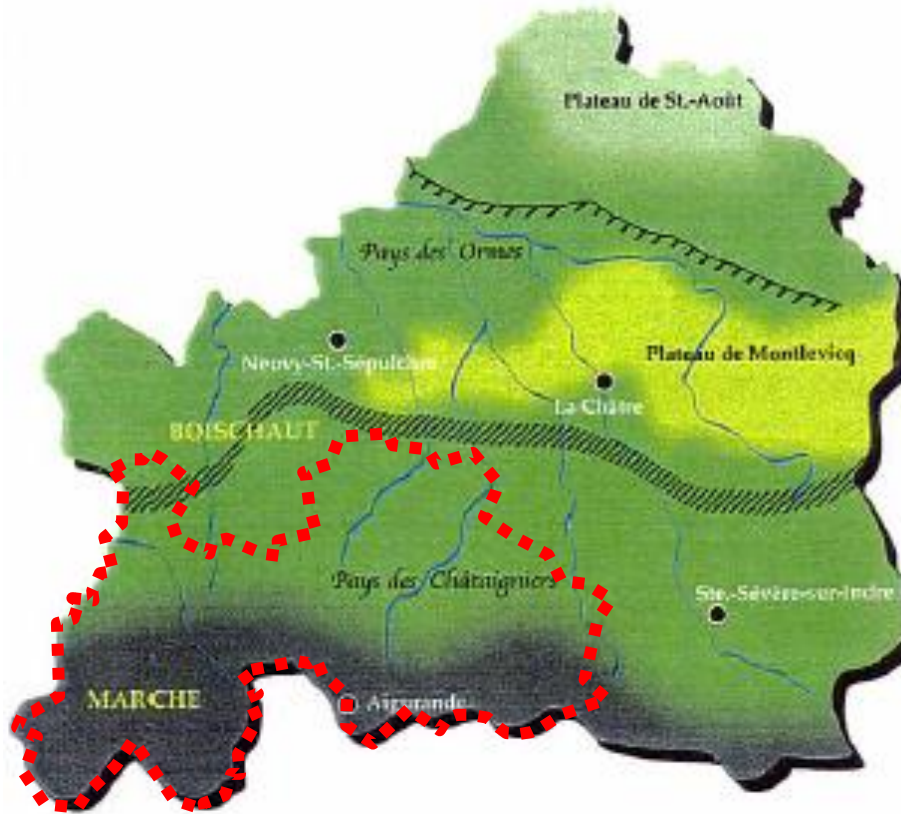 Plateau de St.-Août
Pays des Ormes
Neuvy-St.-Sépulchre
Plateau de Montlevicq
La Châtre
BOISCHAUT
Pays des Châtaigniers
Ste.-Sévère-sur-Indre
MARCHE
Aigurande